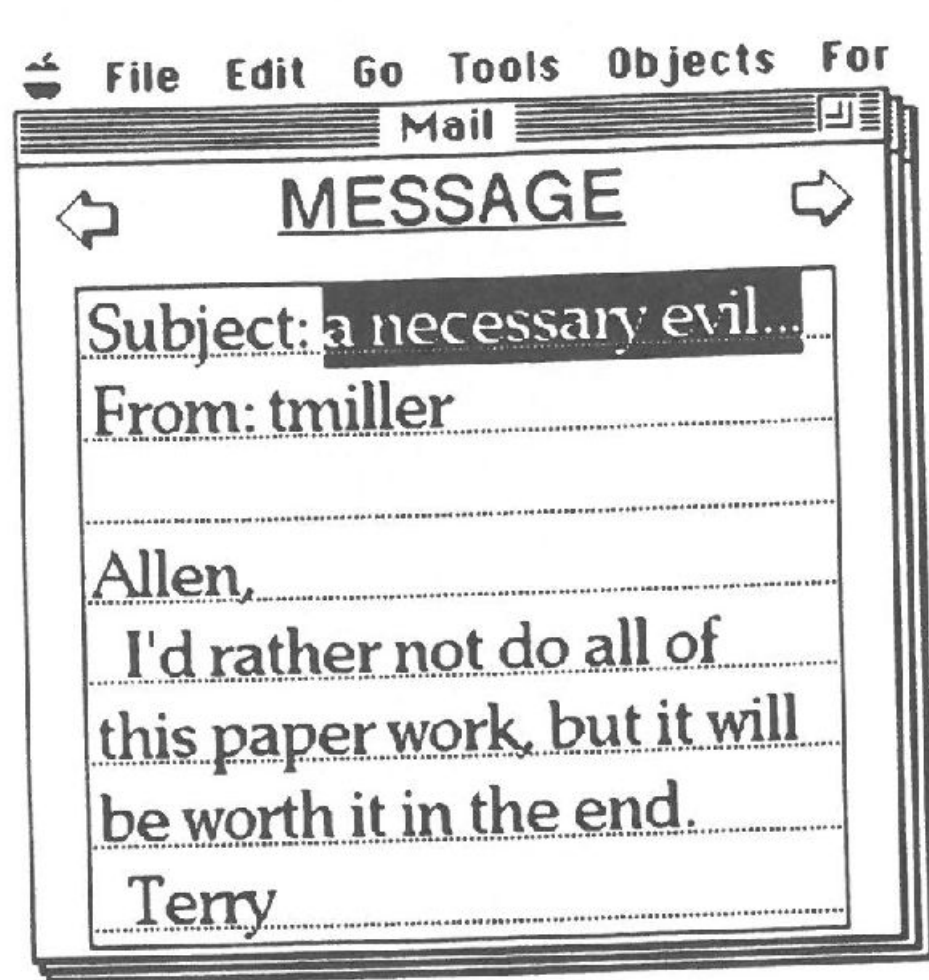 File Edit Go Tools Objects For
Mail
MESSAGE
Subject: a necessary evil...
From: tmiller
Allen,
I'd rather not do all of
this paper work, but it will
be worth it in the end.
Terry